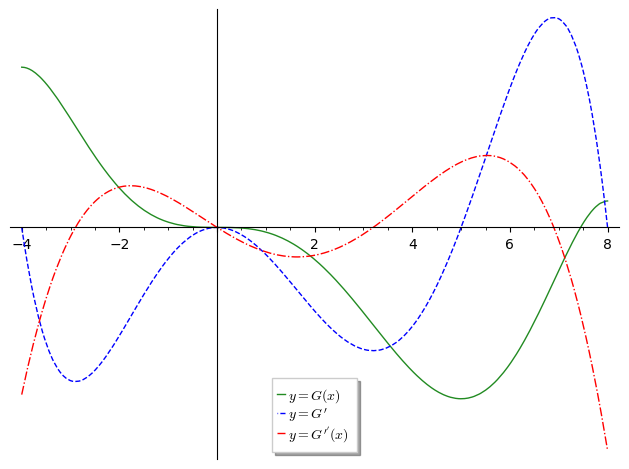 −4 −2 2 4 6 8
y = G(x)
y = G′
y = G′′(x)